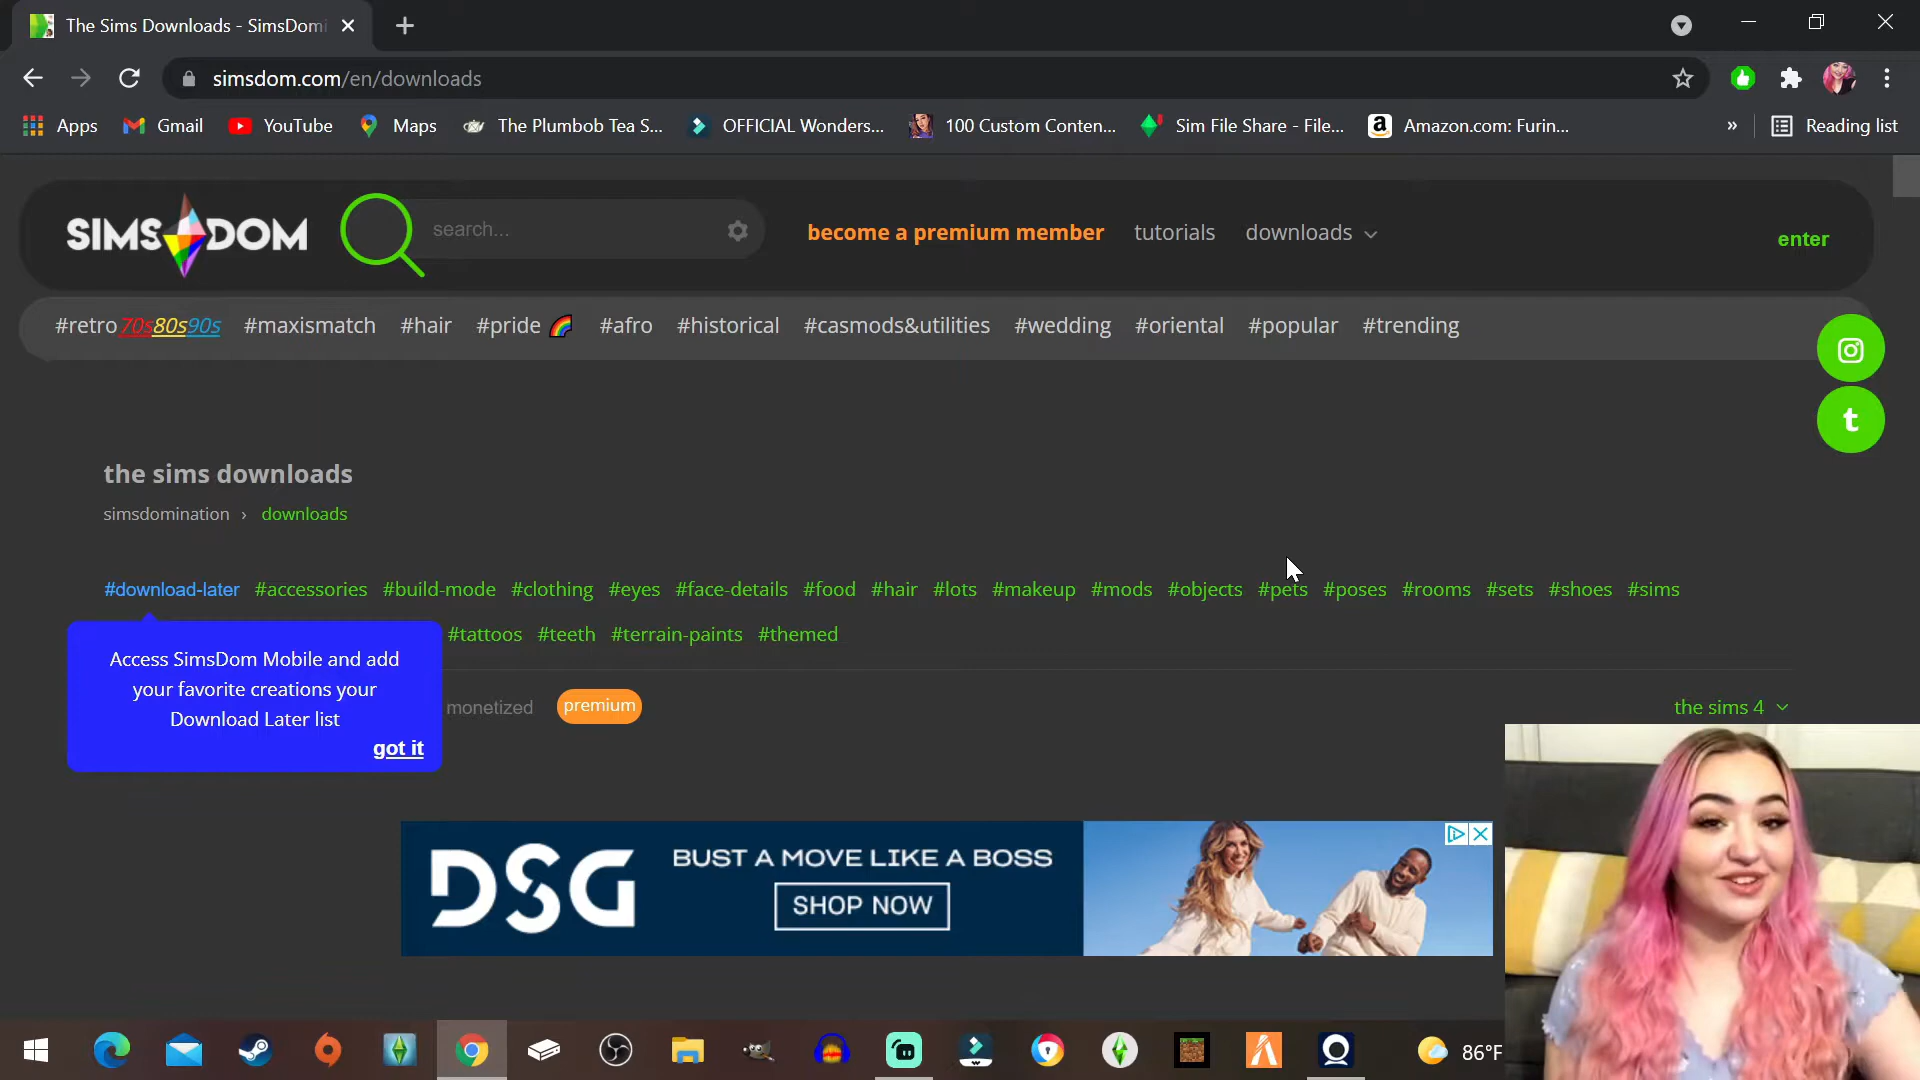 The Sims Downloads - SimsDomi
simsdom.com/en/downloads
Apps Gmail YouTube Maps The Plumbob Tea S... OFFICIAL Wonders... 100 Custom Conten... Sim File Share - File... Amazon.com: Furin... » Reading list
SIMS DOM search... become a premium member tutorials downloads enter
#retro70s80s90s #maxismatch #hair #pride #afro #historical #casmods&utilities #wedding #oriental #popular #trending
the sims downloads
simsdomination › downloads
#download-later #accessories #build-mode #clothing #eyes #face-details #food #hair #lots #makeup #mods #objects #pets #poses #rooms #sets #shoes #sims
#tattoos #teeth #terrain-paints #themed
Access SimsDom Mobile and add
your favorite creations your
Download Later list
got it
monetized premium the sims 4
DSG BUST A MOVE LIKE A BOSS
SHOP NOW
86°F